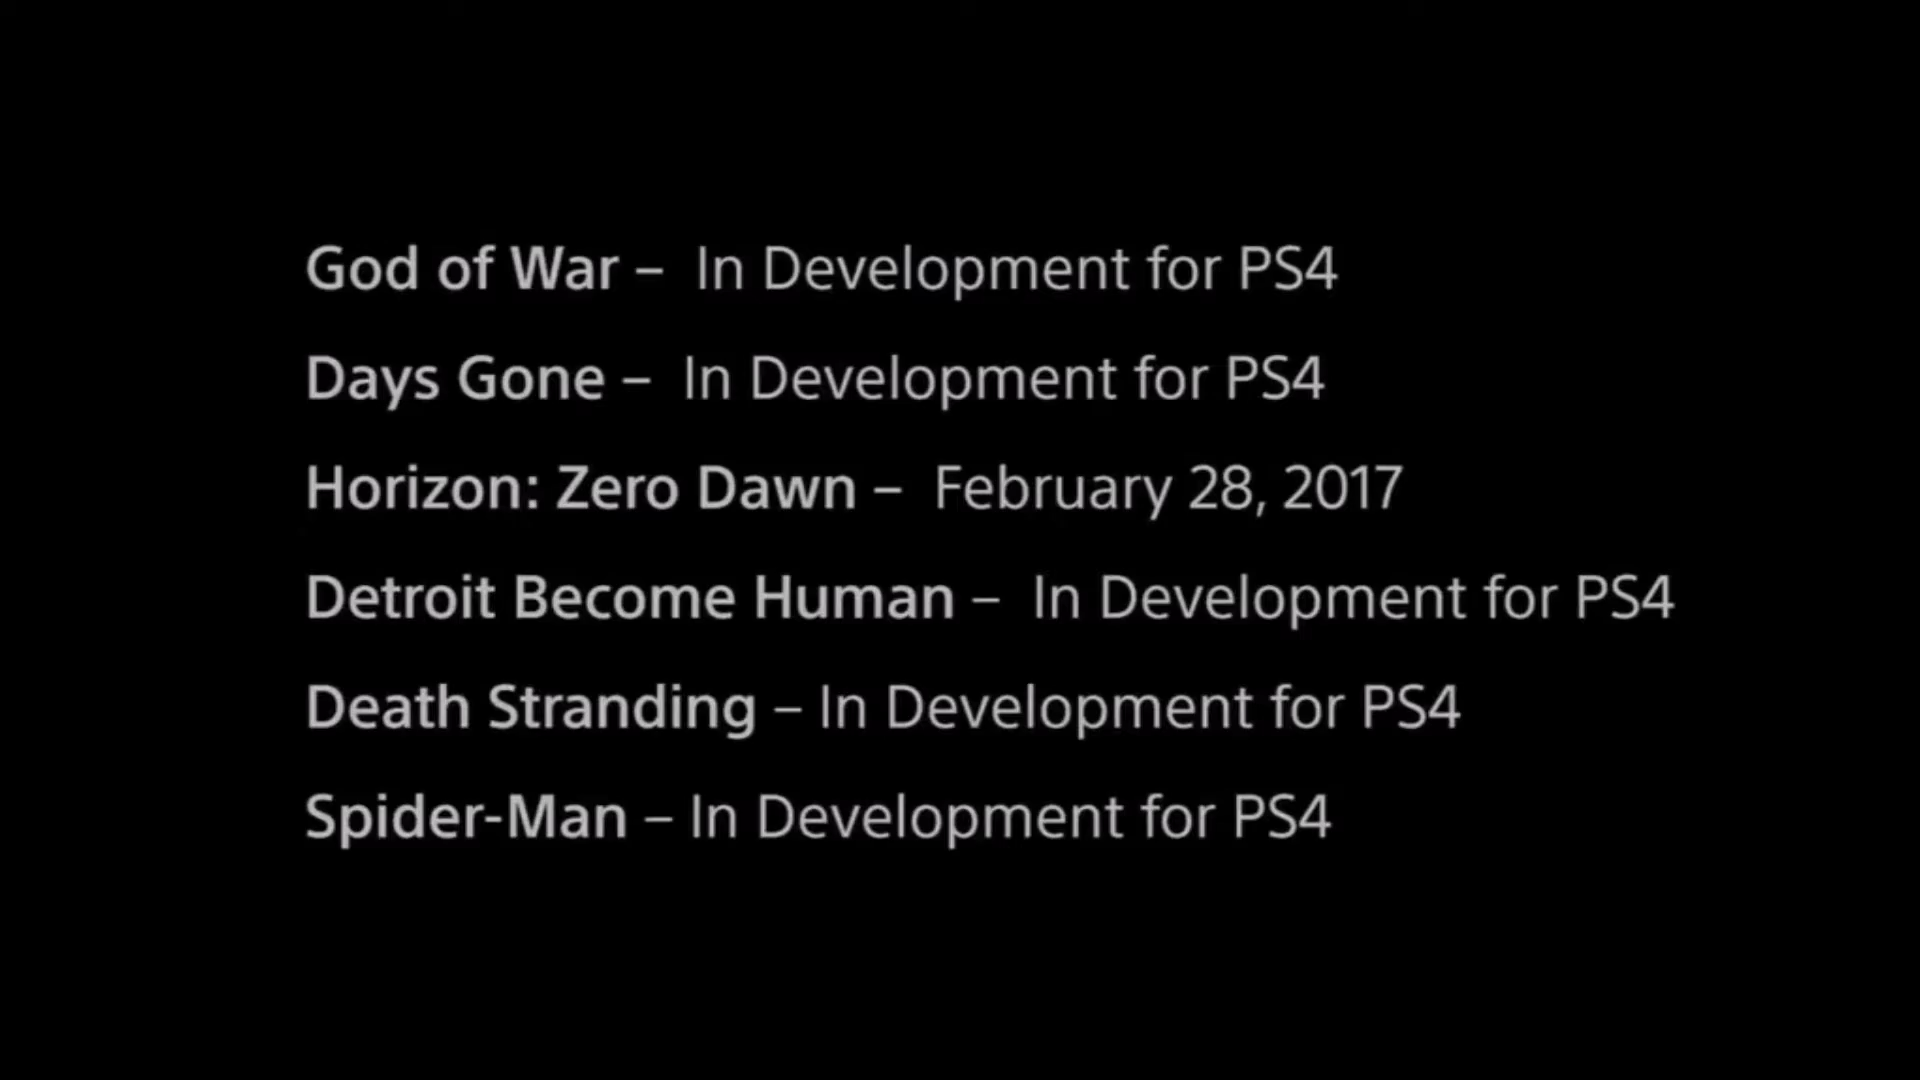 God of War – In Development for PS4
Days Gone – In Development for PS4
Horizon: Zero Dawn – February 28, 2017
Detroit Become Human – In Development for PS4
Death Stranding – In Development for PS4
Spider-Man – In Development for PS4